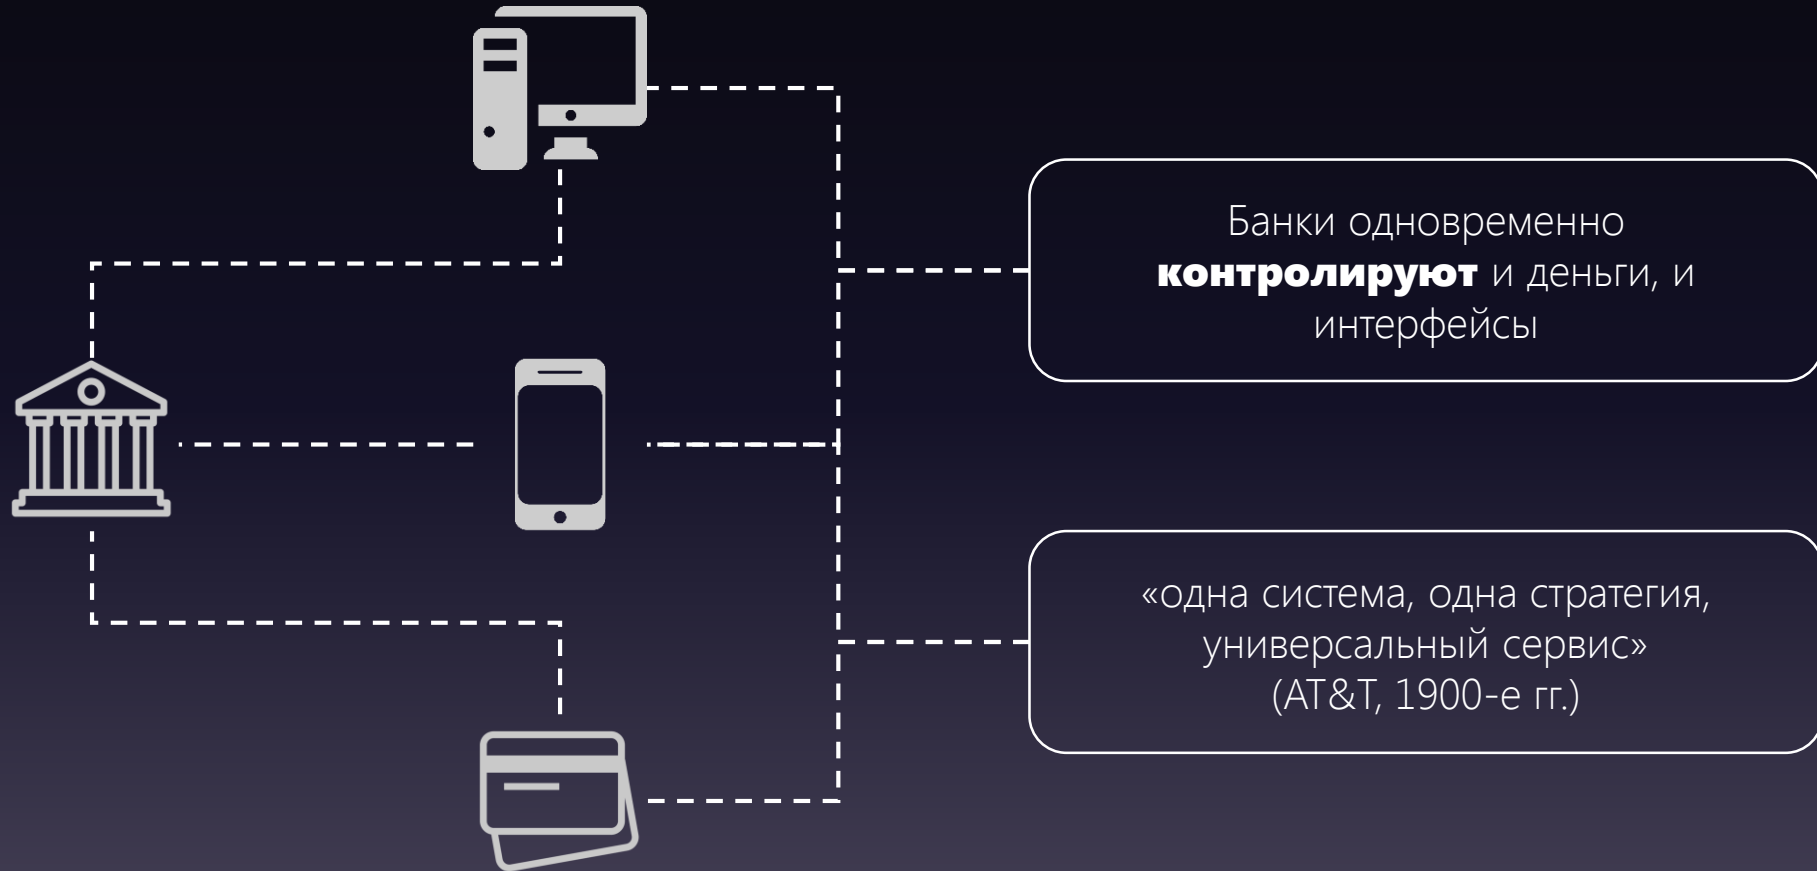 Банки одновременно
контролируют и деньги, и
интерфейсы
«одна система, одна стратегия,
универсальный сервис»
(AT&T, 1900-е гг.)